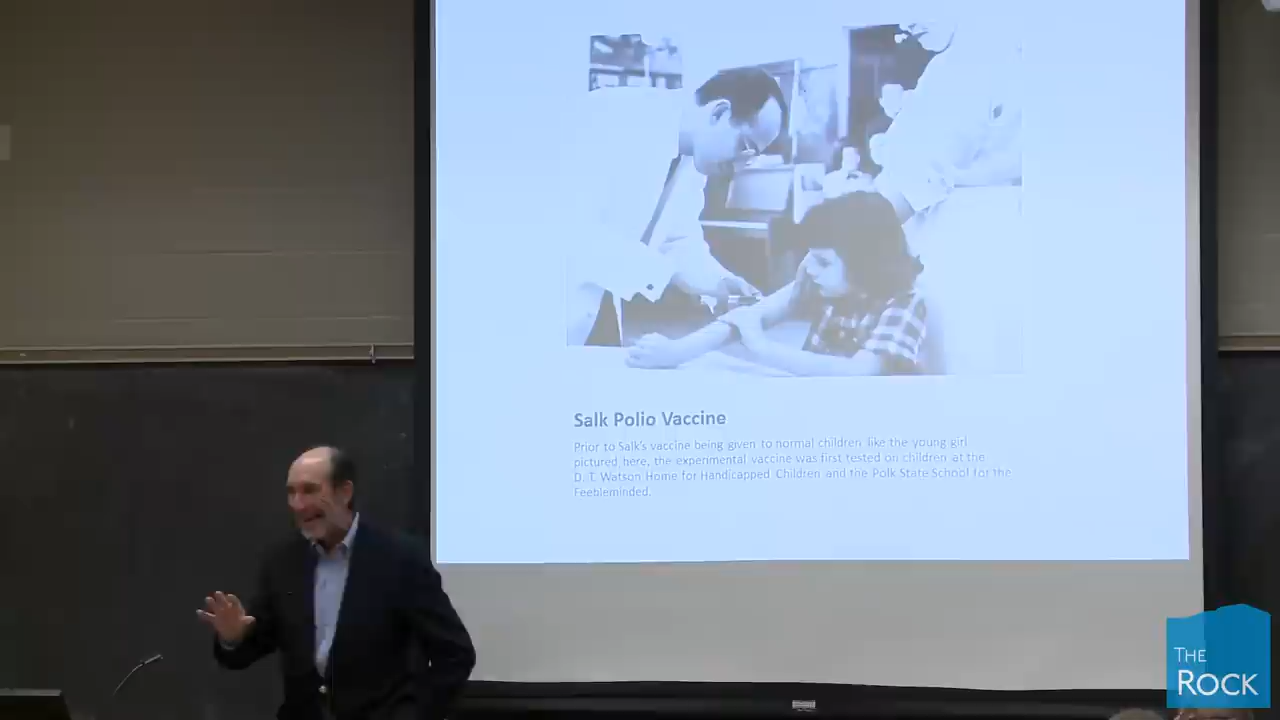 Salk Polio Vaccine
Prior to Salk's vaccine being given to normal children like the young girl
pictured here, the experimental vaccine was first tested on children at the
D. T. Watson Home for Handicapped Children and the Polk State School for the
Feebleminded.
THE
ROCK